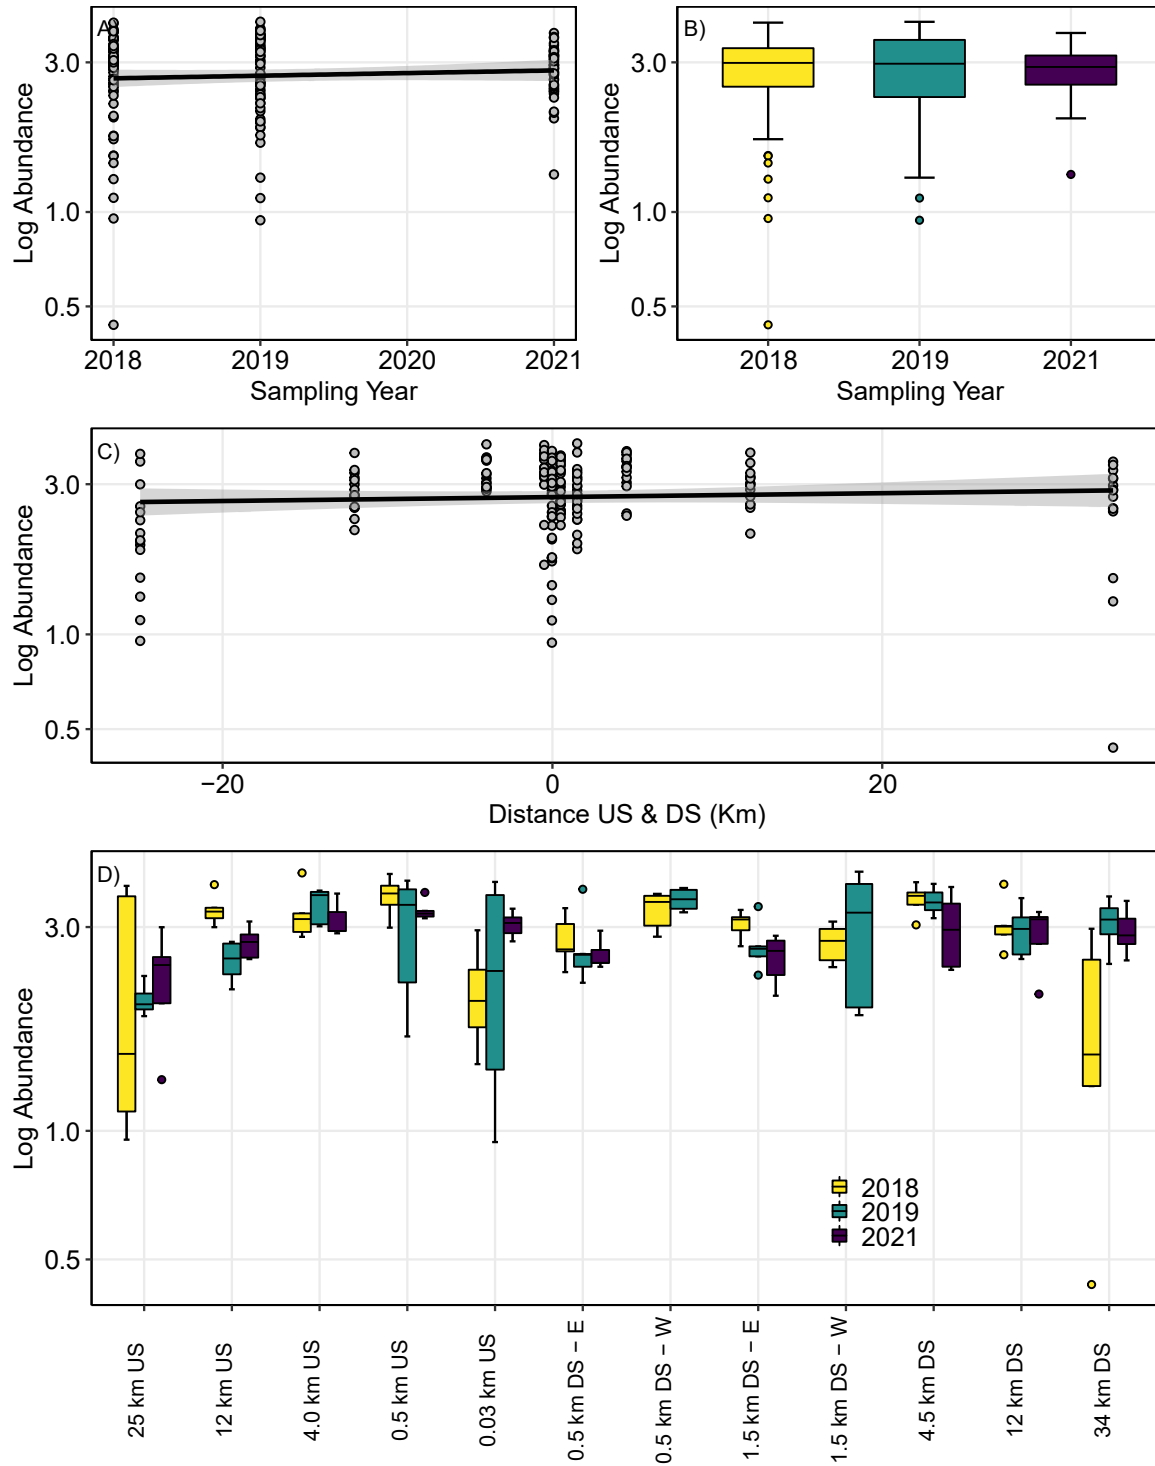 A)
Log Abundance
3.0
1.0
0.5
2018 2019 2020 2021
Sampling Year
B)
Log Abundance
3.0
1.0
0.5
2018 2019 2021
Sampling Year
C)
Log Abundance
3.0
1.0
0.5
−20 0 20
Distance US & DS (Km)
D)
Log Abundance
3.0
1.0
0.5
2018
2019
2021
25 km US
12 km US
4.0 km US
0.5 km US
0.03 km US
0.5 km DS − E
0.5 km DS − W
1.5 km DS − E
1.5 km DS − W
4.5 km DS
12 km DS
34 km DS